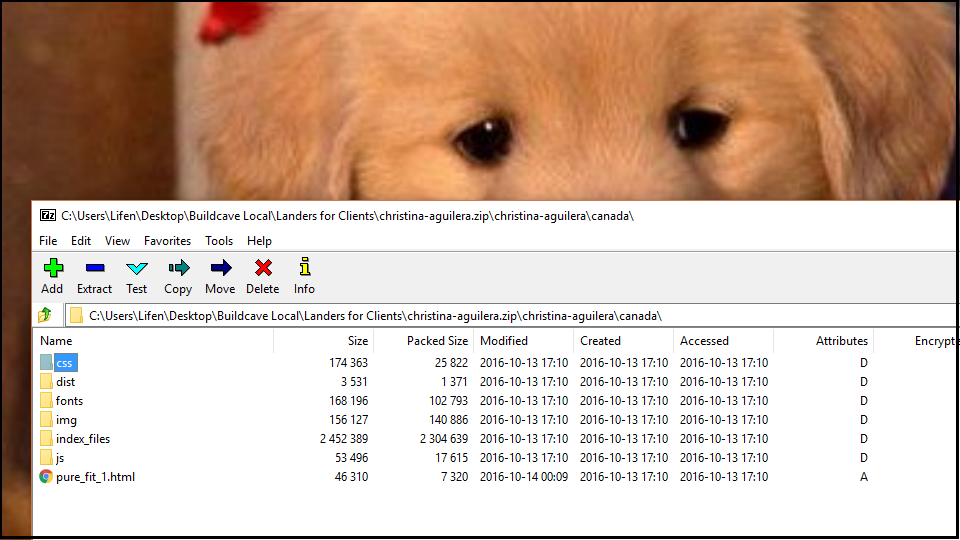 7z C:\Users\Lifen\Desktop\Buildcave Local\Landers for Clients\christina-aguilera.zip\christina-aguilera\canada\
File Edit View Favorites Tools Help
Add Extract Test Copy Move Delete Info
C:\Users\Lifen\Desktop\Buildcave Local\Landers for Clients\christina-aguilera.zip\christina-aguilera\canada\
Name Size Packed Size Modified Created Accessed Attributes Encrypte
css 174 363 25 822 2016-10-13 17:10 2016-10-13 17:10 2016-10-13 17:10 D
dist 3 531 1 371 2016-10-13 17:10 2016-10-13 17:10 2016-10-13 17:10 D
fonts 168 196 102 793 2016-10-13 17:10 2016-10-13 17:10 2016-10-13 17:10 D
img 156 127 140 886 2016-10-13 17:10 2016-10-13 17:10 2016-10-13 17:10 D
index_files 2 452 389 2 304 639 2016-10-13 17:10 2016-10-13 17:10 2016-10-13 17:10 D
js 53 496 17 615 2016-10-13 17:10 2016-10-13 17:10 2016-10-13 17:10 D
pure_fit_1.html 46 310 7 320 2016-10-14 00:09 2016-10-13 17:10 2016-10-13 17:10 A